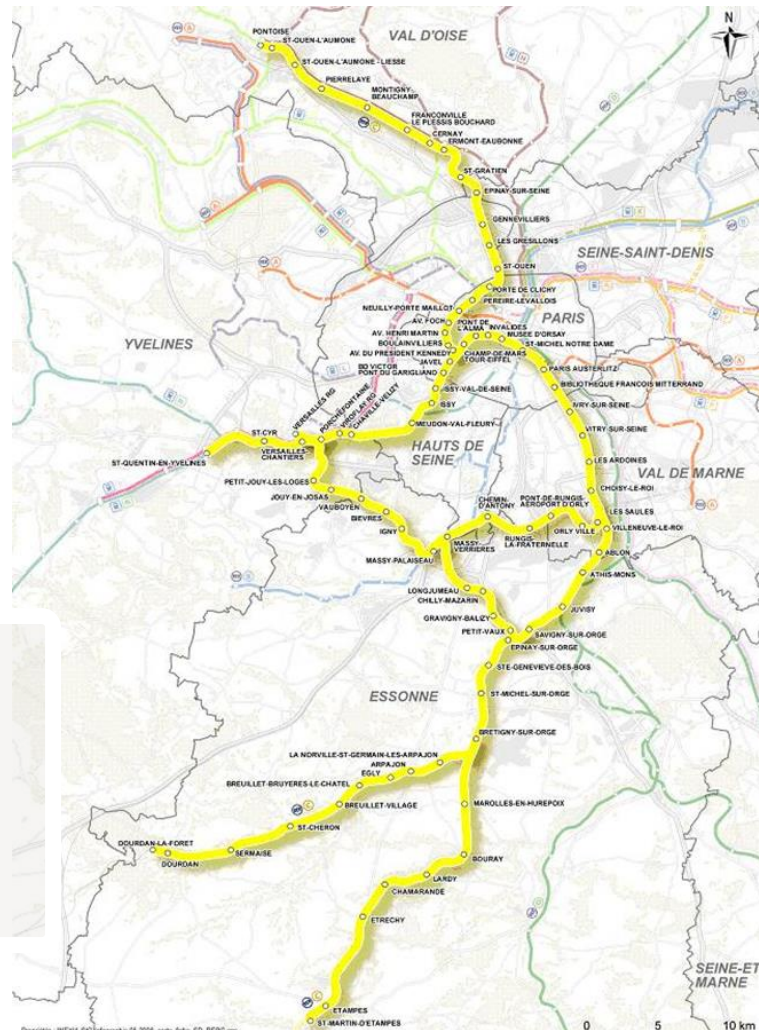 N
PONTOISE
ST-OUEN-L'AUMONE
VAL D'OISE
ST-OUEN-L'AUMONE - LIESSE
PIERRELAYE
MONTIGNY-
BEAUCHAMP
FRANCONVILLE
LE PLESSIS BOUCHARD
CERNAY
ERMONT-EAUBONNE
ST-GRATIEN
EPINAY-SUR-SEINE
GENNEVILLIERS
LES GRESILLONS
SEINE-SAINT-DENIS
ST-OUEN
PORTE DE CLICHY
PEREIRE-LEVALLOIS
NEUILLY-PORTE MAILLOT
PARIS
AV. FOCH
PONT DE
L'ALMA
INVALIDES
AV. HENRI MARTIN
MUSEE D'ORSAY
BOULAINVILLIERS
ST-MICHEL NOTRE DAME
YVELINES
AV. DU PRESIDENT KENNEDY
CHAMP-DE-MARS
TOUR-EIFFEL
JAVEL
PARIS AUSTERLITZ
BD VICTOR
PONT DU GARIGLIANO
BIBLIOTHEQUE FRANCOIS MITTERRAND
ISSY-VAL-DE-SEINE
ISSY
IVRY-SUR-SEINE
VERSAILLES RG
PORCHEFONTAINE
VIROFLAY RG
CHAVILLE-VELIZY
MEUDON-VAL-FLEURY
VITRY-SUR-SEINE
ST-CYR
HAUTS DE
SEINE
VERSAILLES-
CHANTIERS
ST-QUENTIN-EN-YVELINES
LES ARDOINES
VAL DE MARNE
PETIT-JOUY-LES-LOGES
CHOISY-LE-ROI
JOUY-EN-JOSAS
VAUBOYEN
BIEVRES
IGNY
CHEMIN-
D'ANTONY
PONT-DE-RUNGIS-
AEROPORT D'ORLY
LES SAULES
ORLY VILLE
VILLENEUVE-LE-ROI
RUNGIS-
LA-FRATERNELLE
MASSY-
VERRIERES
MASSY-PALAISEAU
ABLON
ATHIS-MONS
LONGJUMEAU
CHILLY-MAZARIN
JUVISY
GRAVIGNY-BALIZY
PETIT-VAUX
SAVIGNY-SUR-ORGE
EPINAY-SUR-ORGE
STE-GENEVIEVE-DES-BOIS
ESSONNE
ST-MICHEL-SUR-ORGE
BRETIGNY-SUR-ORGE
LA NORVILLE-ST-GERMAIN-LES-ARPAJON
ARPAJON
EGLY
BREUILLET-BRUYERES-LE-CHATEL
BREUILLET-VILLAGE
MAROLLES-EN-HUREPOIX
ST-CHERON
DOURDAN-LA-FORET
SERMAISE
DOURDAN
BOURAY
LARDY
CHAMARANDE
ETRECHY
SEINE-ET
MARNE
ETAMPES
ST-MARTIN-D'ETAMPES
0 5 10 km